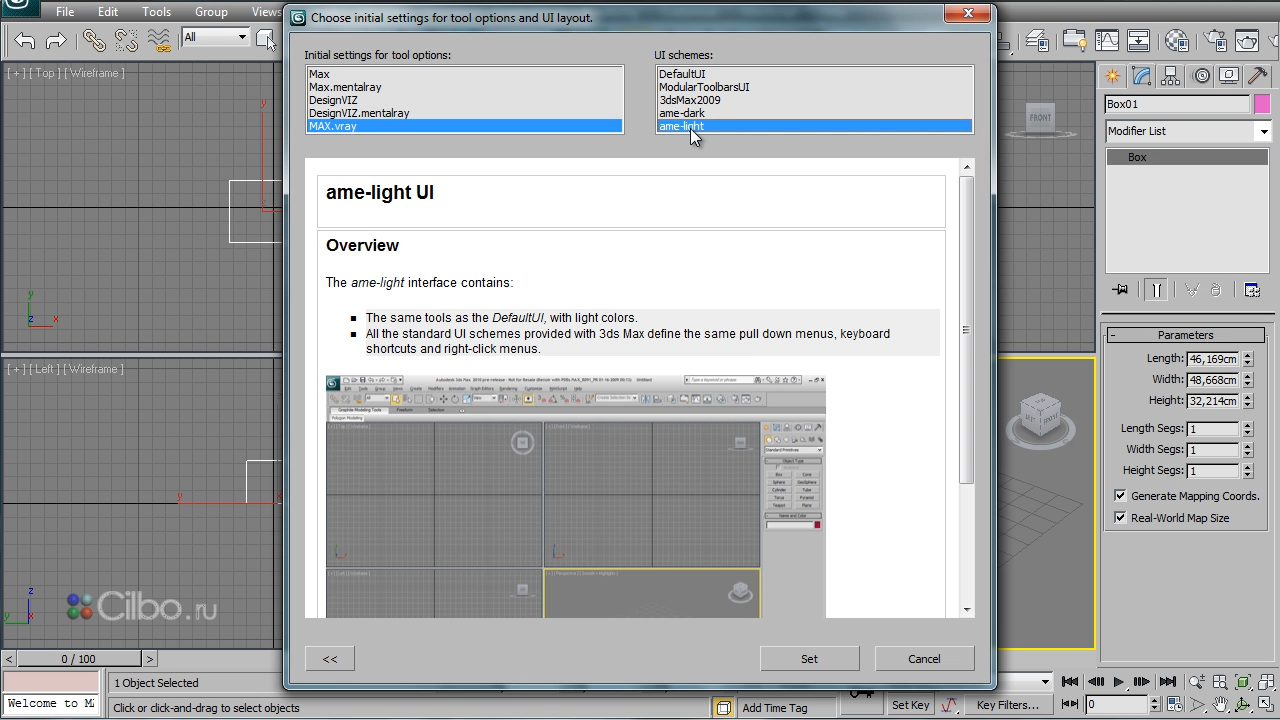 File Edit Tools Group Views
Choose initial settings for tool options and UI layout.
All
Initial settings for tool options:
Max
Max.mentalray
DesignVIZ
DesignVIZ.mentalray
MAX.vray
UI schemes:
DefaultUI
ModularToolbarsUI
3dsMax2009
ame-dark
ame-light
ame-light UI
Overview
The ame-light interface contains:
The same tools as the DefaultUI, with light colors.
All the standard UI schemes provided with 3ds Max define the same pull down menus, keyboard
shortcuts and right-click menus.
<<
Set
Cancel
[ + ] [ Top ] [ Wireframe ]
[ + ] [ Left ] [ Wireframe ]
FRONT
Box01
Modifier List
Box
Parameters
Length: 46,169cm
Width: 48,668cm
Height: 32,214cm
Length Segs: 1
Width Segs: 1
Height Segs: 1
Generate Mapping Coords.
Real-World Map Size
Cilbo.ru
< 0 / 100 >
1 Object Selected
Welcome to M
Click or click-and-drag to select objects
Add Time Tag
Set Key
Key Filters...
0